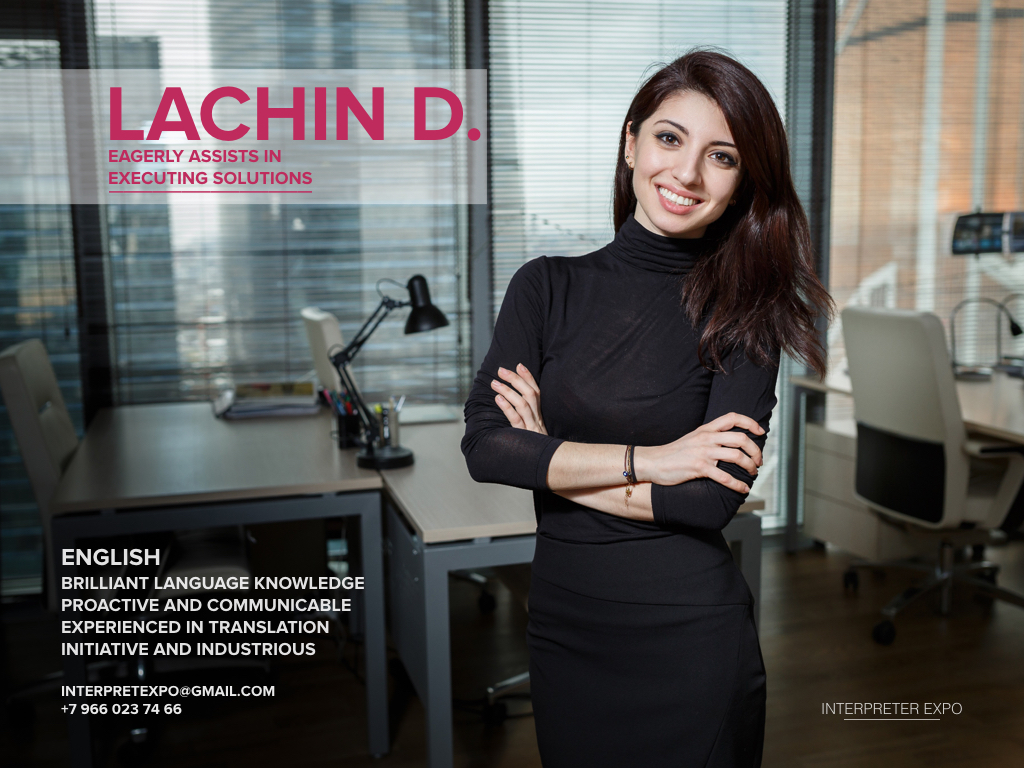 LACHIN D.
EAGERLY ASSISTS IN
EXECUTING SOLUTIONS
ENGLISH
BRILLIANT LANGUAGE KNOWLEDGE
PROACTIVE AND COMMUNICABLE
EXPERIENCED IN TRANSLATION
INITIATIVE AND INDUSTRIOUS
INTERPRETEXPO@GMAIL.COM
+7 966 023 74 66
INTERPRETER EXPO